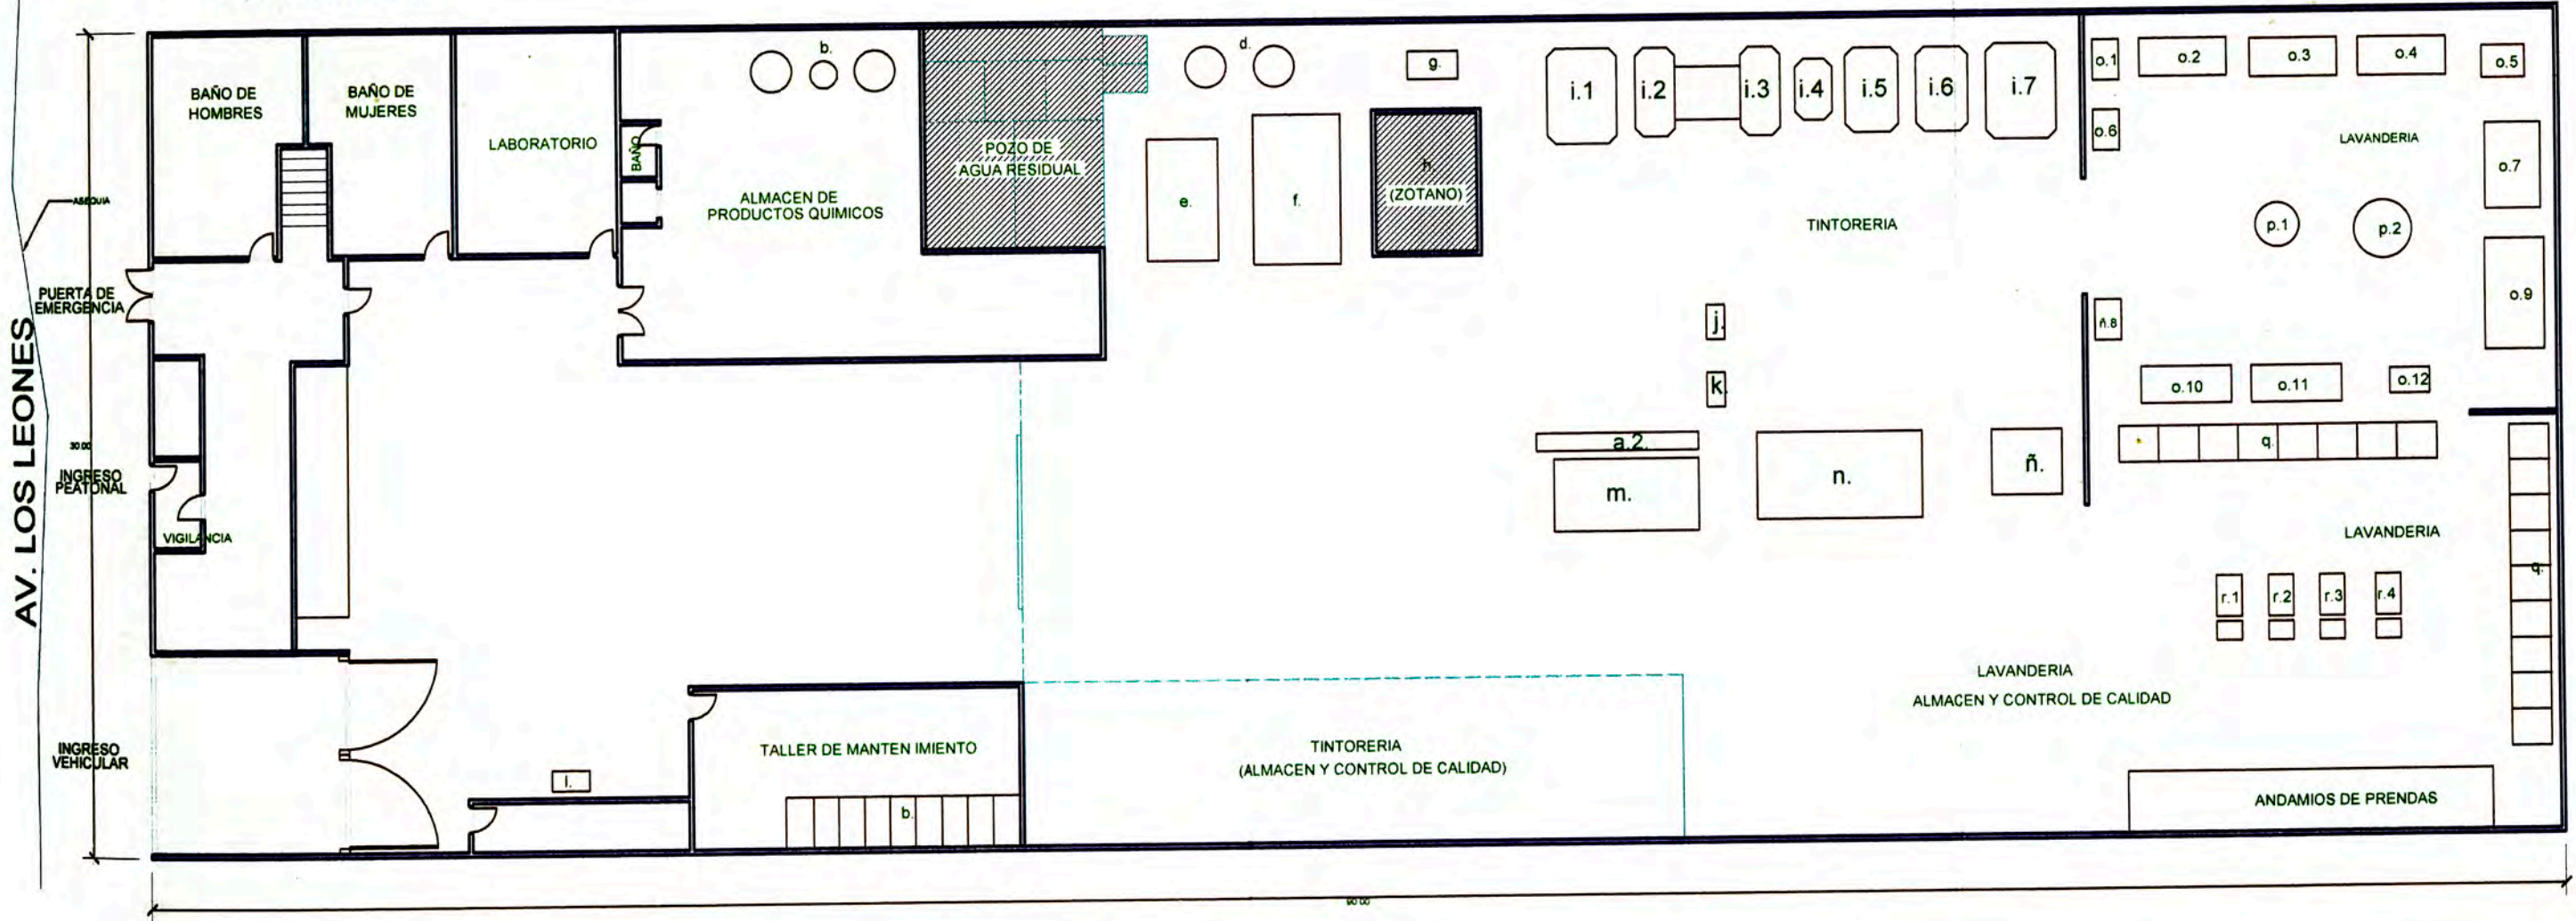 AV. LOS LEONES
ASEQUIA
PUERTA DE
EMERGENCIA
30.00
INGRESO
PEATONAL
INGRESO
VEHICULAR
BAÑO DE
HOMBRES
BAÑO DE
MUJERES
LABORATORIO
BAÑO
b.
ALMACEN DE
PRODUCTOS QUIMICOS
POZO DE
AGUA RESIDUAL
d.
g.
e.
f.
h.
(ZOTANO)
i.1
i.2
i.3
i.4
i.5
i.6
i.7
TINTORERIA
j.
k.
a.2.
m.
n.
ñ.
o.1
o.2
o.3
o.4
o.5
o.6
LAVANDERIA
o.7
p.1
p.2
ñ.8
o.9
o.10
o.11
o.12
q.
LAVANDERIA
q.
r.1
r.2
r.3
r.4
LAVANDERIA
ALMACEN Y CONTROL DE CALIDAD
ANDAMIOS DE PRENDAS
VIGILANCIA
l.
TALLER DE MANTEN IMIENTO
b.
TINTORERIA
(ALMACEN Y CONTROL DE CALIDAD)
90.00